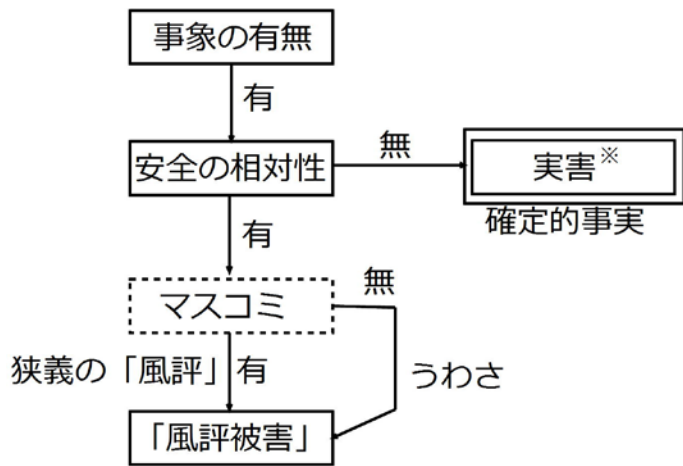 事象の有無
有
安全の相対性
無
実害※
確定的事実
有
マスコミ
無
狭義の「風評」
有
うわさ
「風評被害」